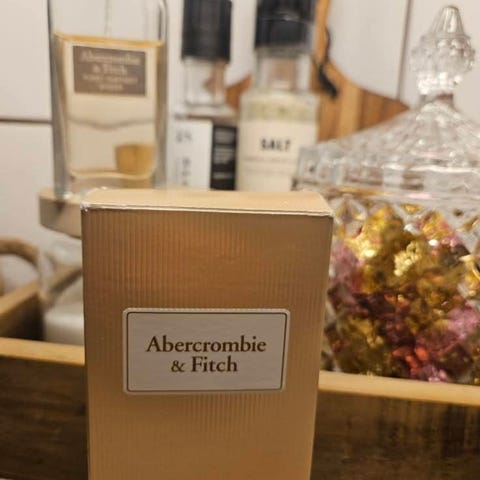 Abercrombie
& Fitch
SALT
Abercrombie
& Fitch